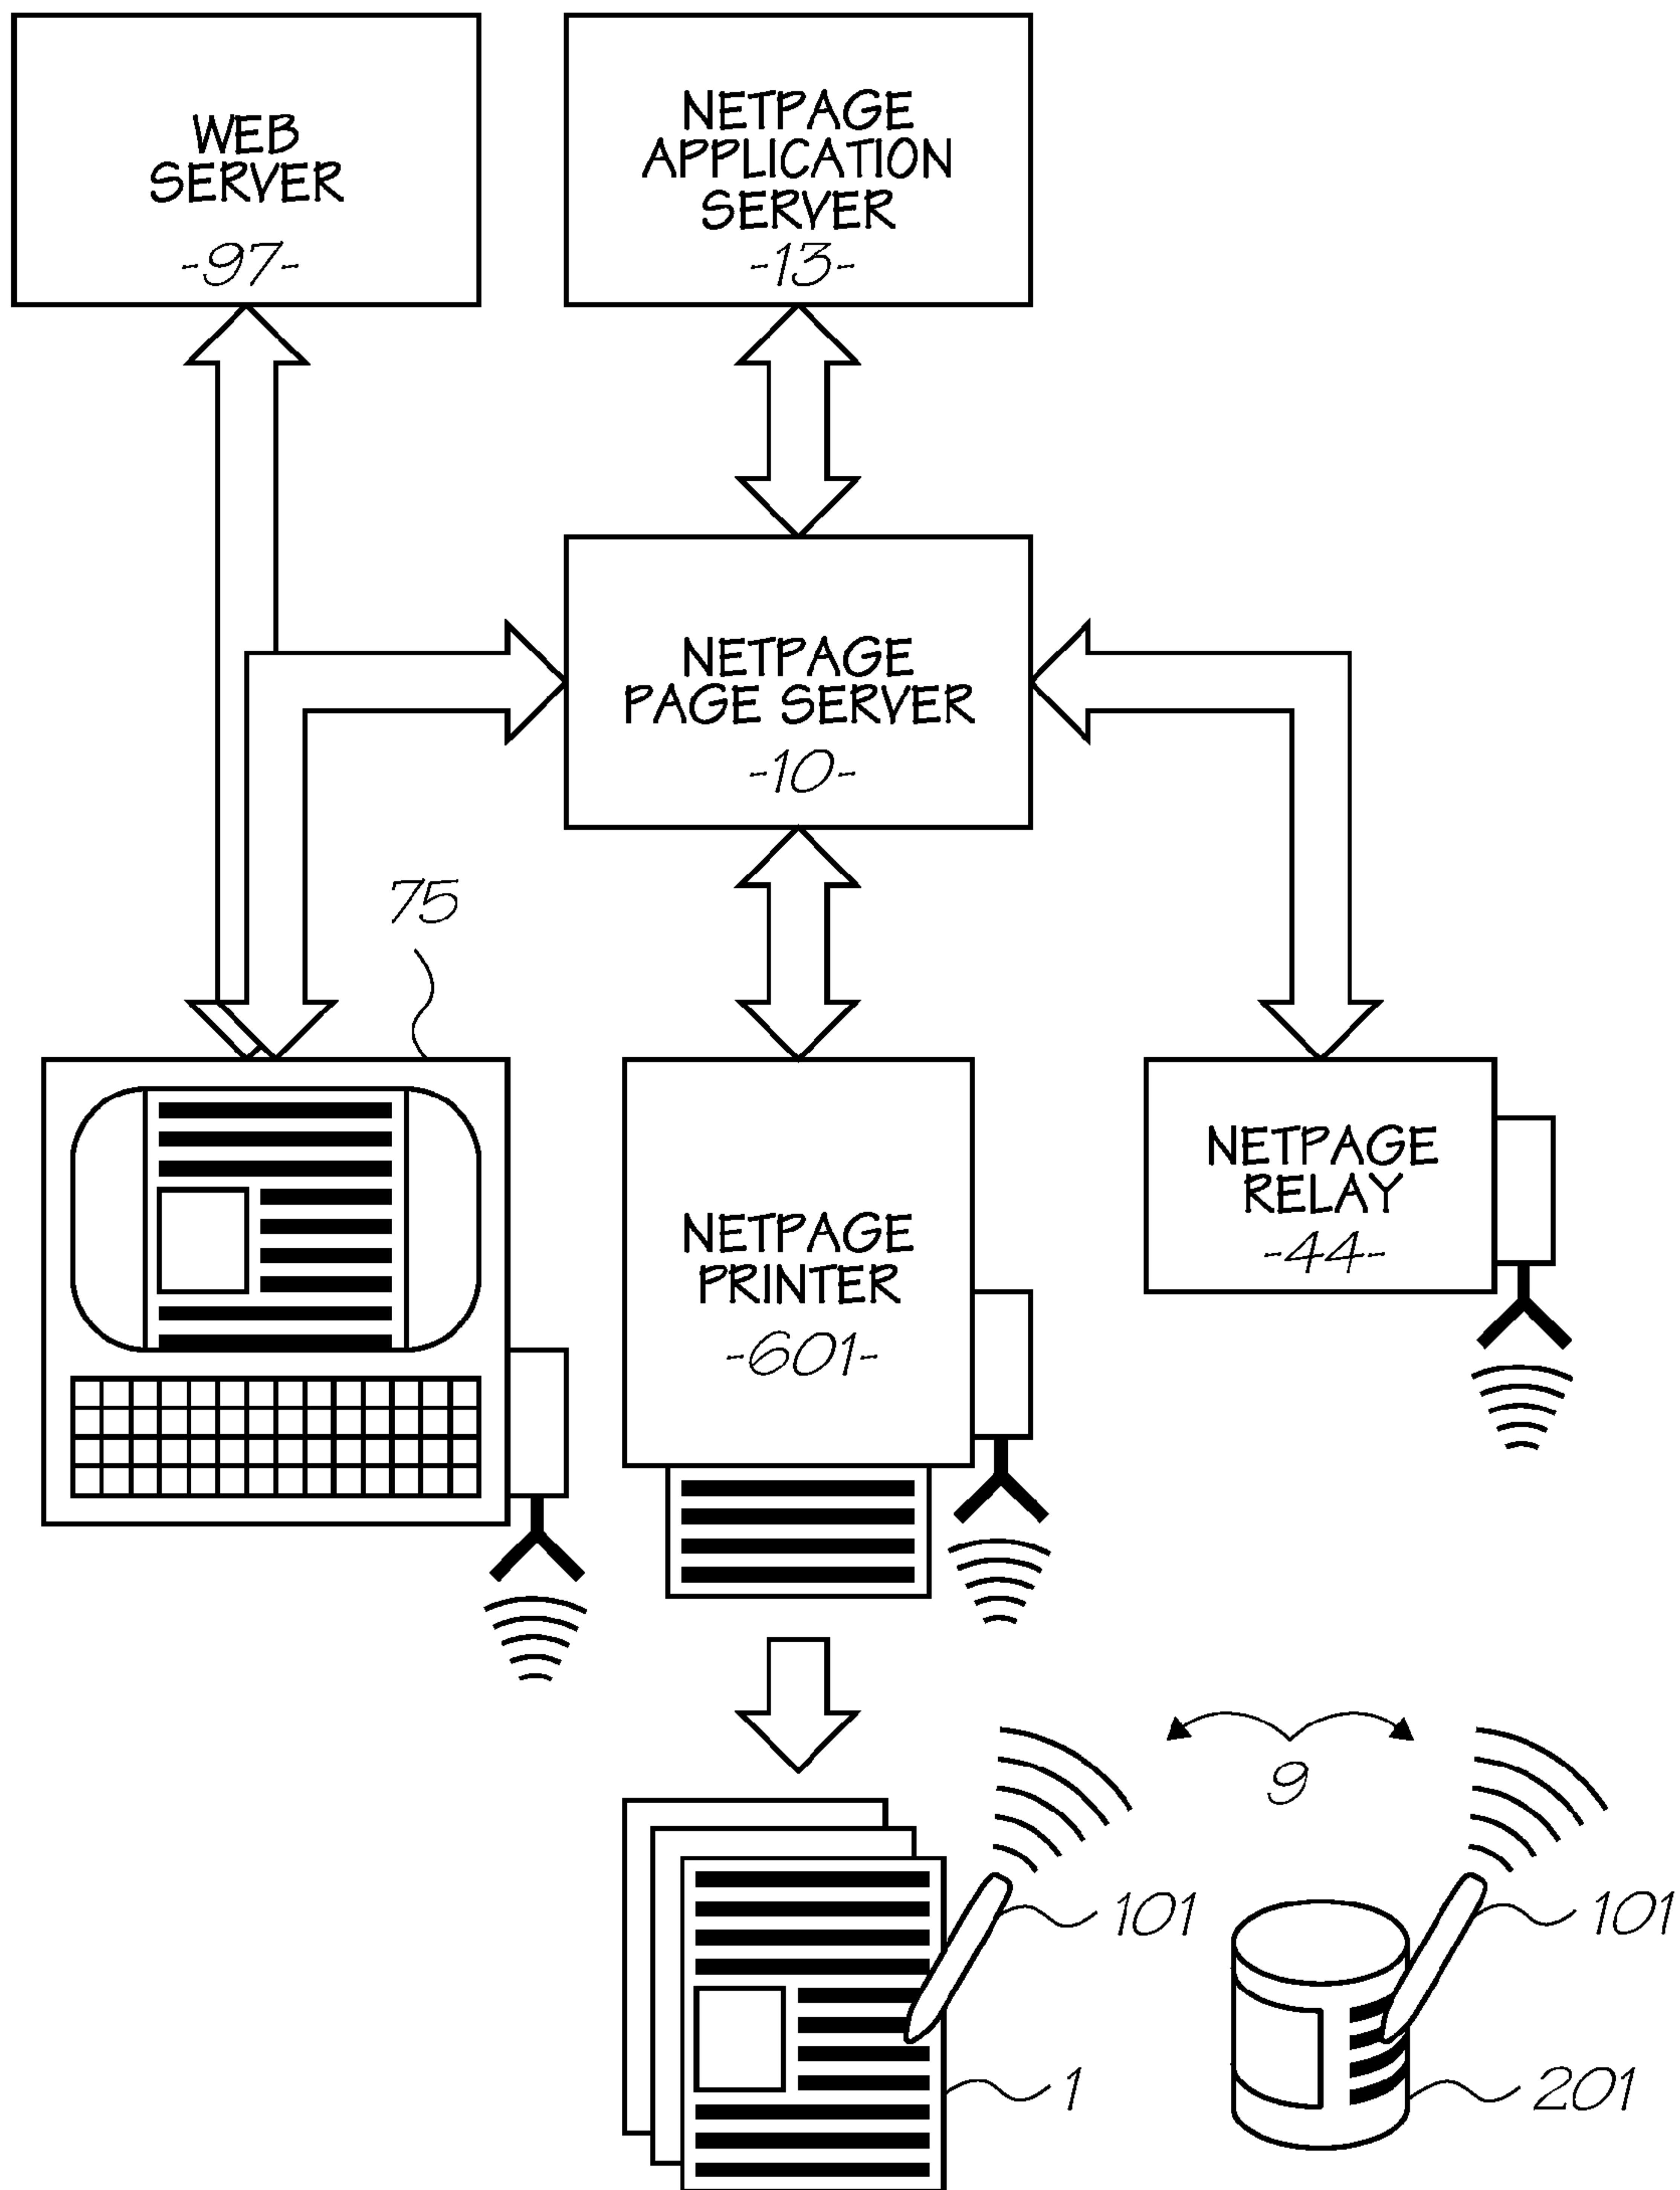 WEB
SERVER
-97-
NETPAGE
APPLICATION
SERVER
-13-
NETPAGE
PAGE SERVER
-10-
75
NETPAGE
PRINTER
-601-
NETPAGE
RELAY
-44-
9
101
101
1
201